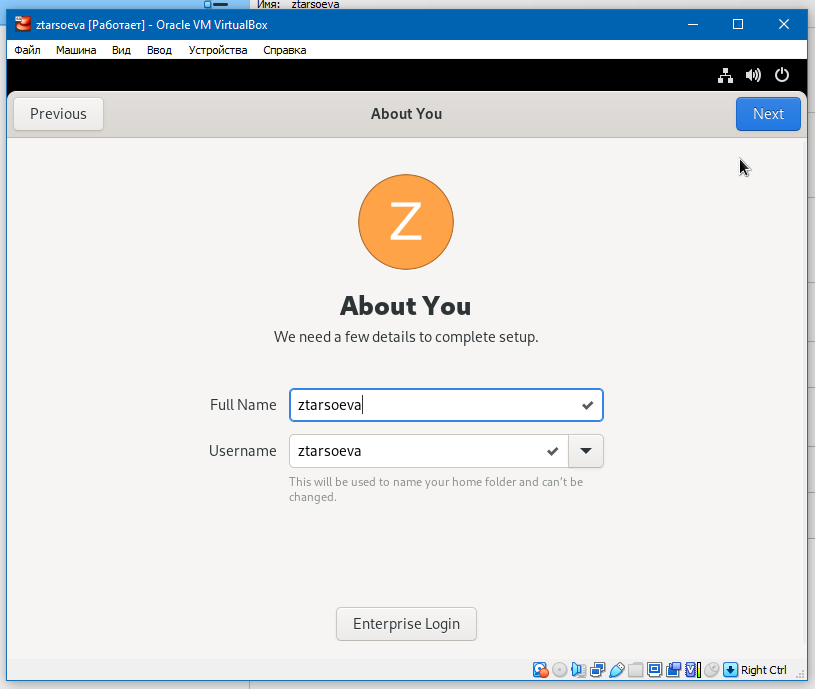 Имя: ztarsoeva
ztarsoeva [Работает] - Oracle VM VirtualBox
Файл Машина Вид Ввод Устройства Справка
Previous
About You
Next
Z
About You
We need a few details to complete setup.
Full Name ztarsoeva
Username ztarsoeva
This will be used to name your home folder and can't be
changed.
Enterprise Login
Right Ctrl